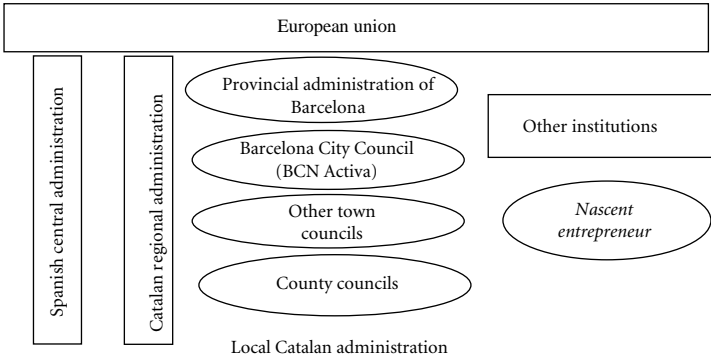 European union
Spanish central administration
Catalan regional administration
Provincial administration of
Barcelona
Barcelona City Council
(BCN Activa)
Other town
councils
County councils
Local Catalan administration
Other institutions
Nascent
entrepreneur